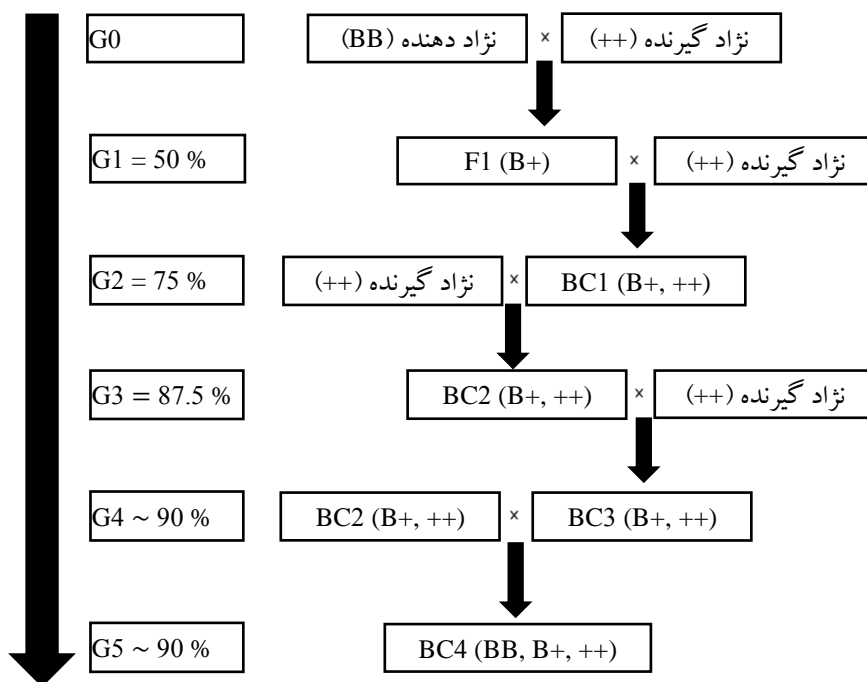 G0
نژاد دهنده (BB) × نژاد گیرنده (++)
G1 = 50 %
F1 (B+) × نژاد گیرنده (++)
G2 = 75 %
نژاد گیرنده (++) × BC1 (B+, ++)
G3 = 87.5 %
BC2 (B+, ++) × نژاد گیرنده (++)
G4 ~ 90 %
BC2 (B+, ++) × BC3 (B+, ++)
G5 ~ 90 %
BC4 (BB, B+, ++)